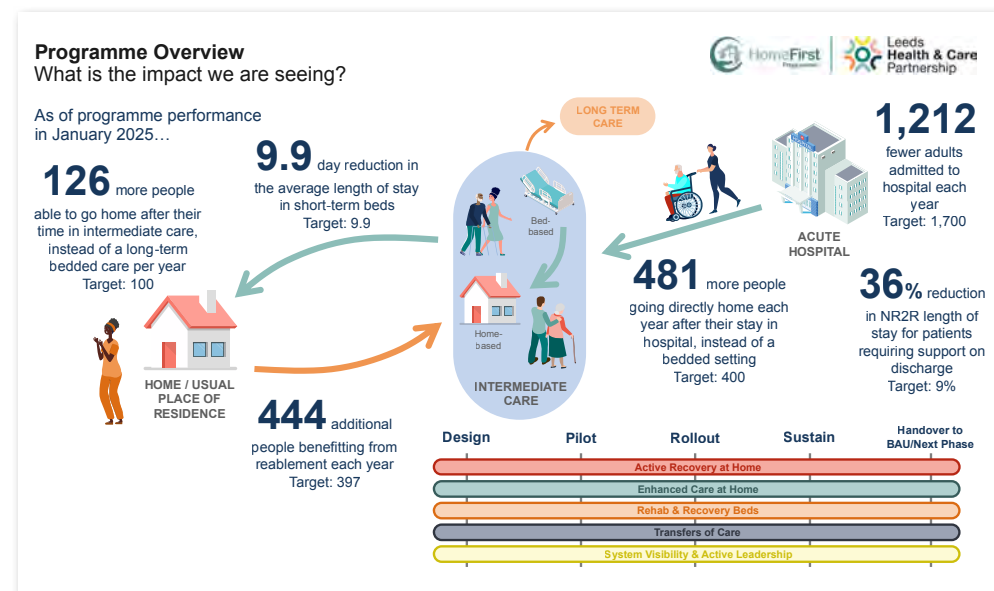 Programme Overview
What is the impact we are seeing?
HomeFirst
Leeds
Health & Care
Partnership
As of programme performance
in January 2025…
126 more people
able to go home after their
time in intermediate care,
instead of a long-term
bedded care per year
Target: 100
9.9 day reduction in
the average length of stay
in short-term beds
Target: 9.9
LONG TERM
CARE
1,212
fewer adults
admitted to
hospital each
year
Target: 1,700
Bed-
based
ACUTE
HOSPITAL
481 more people
going directly home each
year after their stay in
hospital, instead of a
bedded setting
Target: 400
36% reduction
in NR2R length of
stay for patients
requiring support on
discharge
Target: 9%
Home-
based
INTERMEDIATE
CARE
HOME / USUAL
PLACE OF
RESIDENCE
444 additional
people benefitting from
reablement each year
Target: 397
Design
Pilot
Rollout
Sustain
Handover to
BAU/Next Phase
Active Recovery at Home
Enhanced Care at Home
Rehab & Recovery Beds
Transfers of Care
System Visibility & Active Leadership